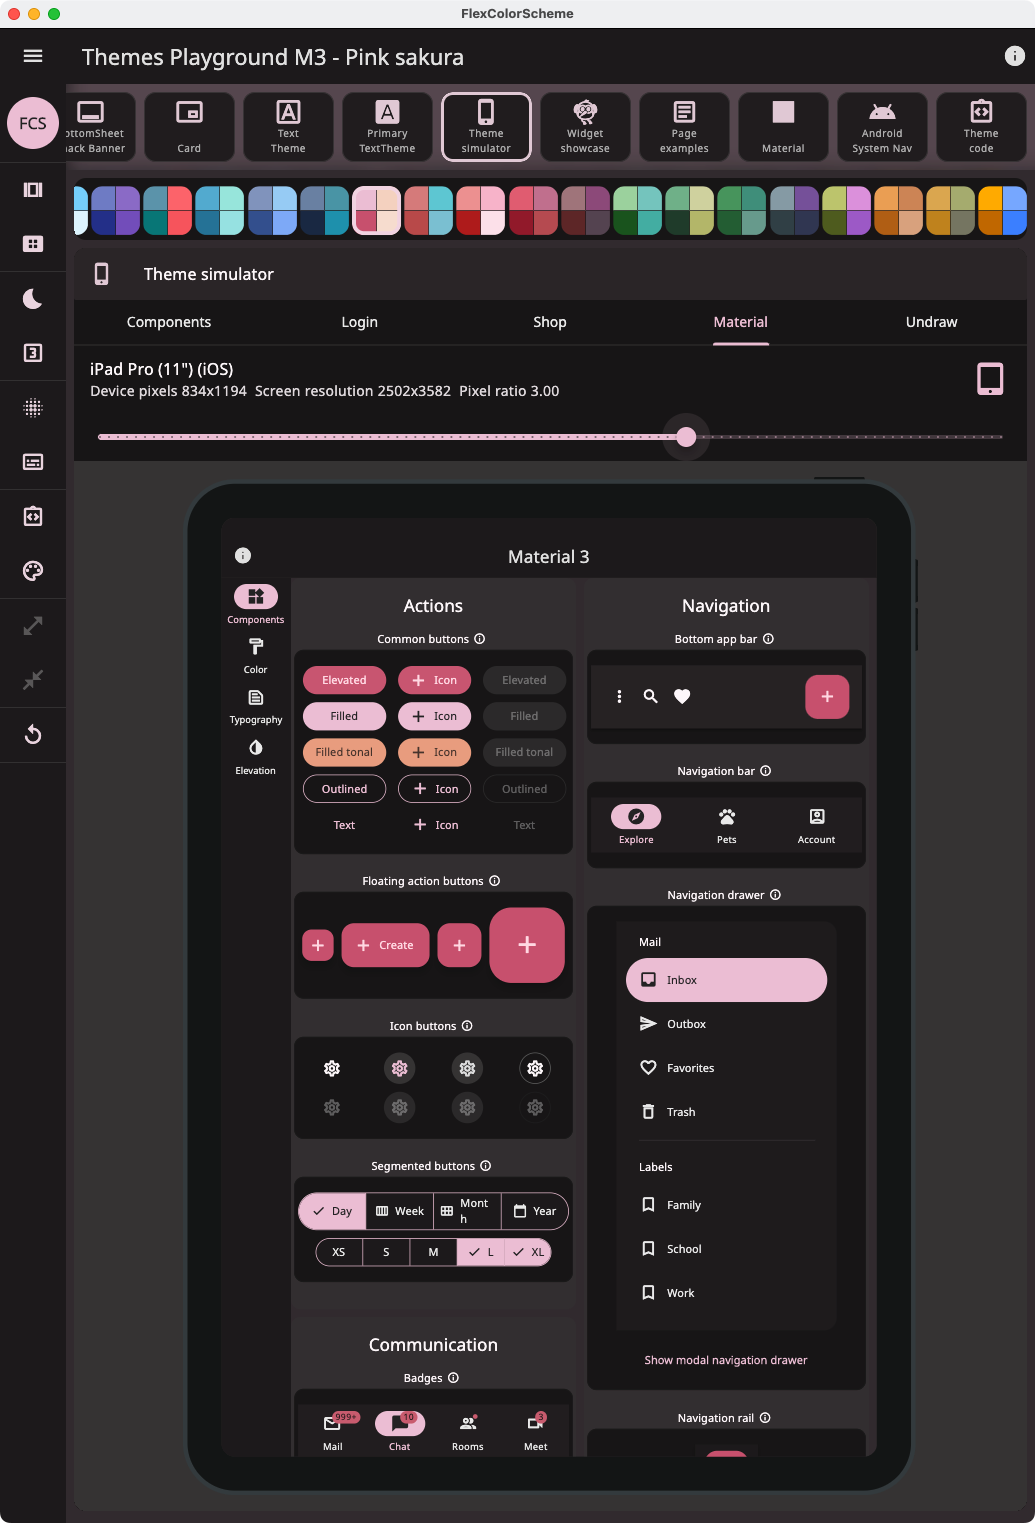 FlexColorScheme
Themes Playground M3 - Pink sakura
FCS
ottomSheet
ack Banner
Card
Text
Theme
Primary
TextTheme
Theme
simulator
Widget
showcase
Page
examples
Material
Android
System Nav
Theme
code
Theme simulator
Components
Login
Shop
Material
Undraw
iPad Pro (11") (iOS)
Device pixels 834x1194 Screen resolution 2502x3582 Pixel ratio 3.00
Material 3
Components
Color
Typography
Elevation
Actions
Common buttons
Elevated
Icon
Elevated
Filled
Icon
Filled
Filled tonal
Icon
Filled tonal
Outlined
Icon
Outlined
Text
Icon
Text
Floating action buttons
Create
Icon buttons
Segmented buttons
Day
Week
Mont
h
Year
XS
S
M
L
XL
Communication
Badges
999+
10
3
Mail
Chat
Rooms
Meet
Navigation
Bottom app bar
Navigation bar
Explore
Pets
Account
Navigation drawer
Mail
Inbox
Outbox
Favorites
Trash
Labels
Family
School
Work
Show modal navigation drawer
Navigation rail